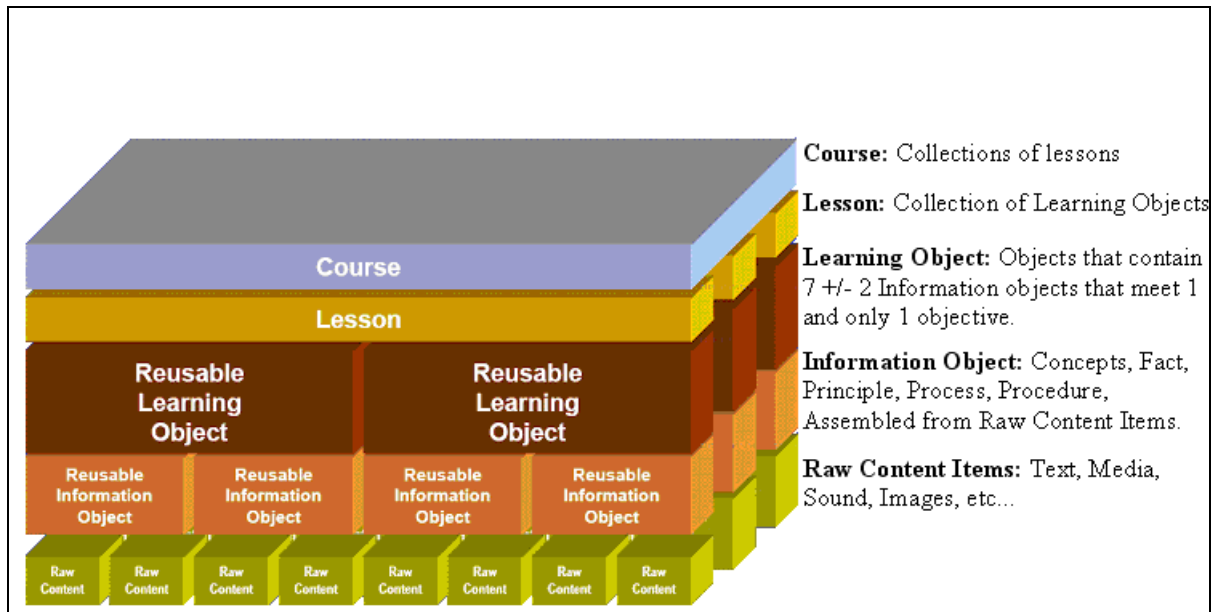 Course: Collections of lessons
Lesson: Collection of Learning Objects
Learning Object: Objects that contain
7 +/- 2 Information objects that meet 1
and only 1 objective.
Information Object: Concepts, Fact,
Principle, Process, Procedure,
Assembled from Raw Content Items.
Raw Content Items: Text, Media,
Sound, Images, etc...
Course
Lesson
Reusable
Learning
Object
Reusable
Learning
Object
Reusable
Information
Object
Reusable
Information
Object
Reusable
Information
Object
Reusable
Information
Object
Raw
Content
Raw
Content
Raw
Content
Raw
Content
Raw
Content
Raw
Content
Raw
Content
Raw
Content